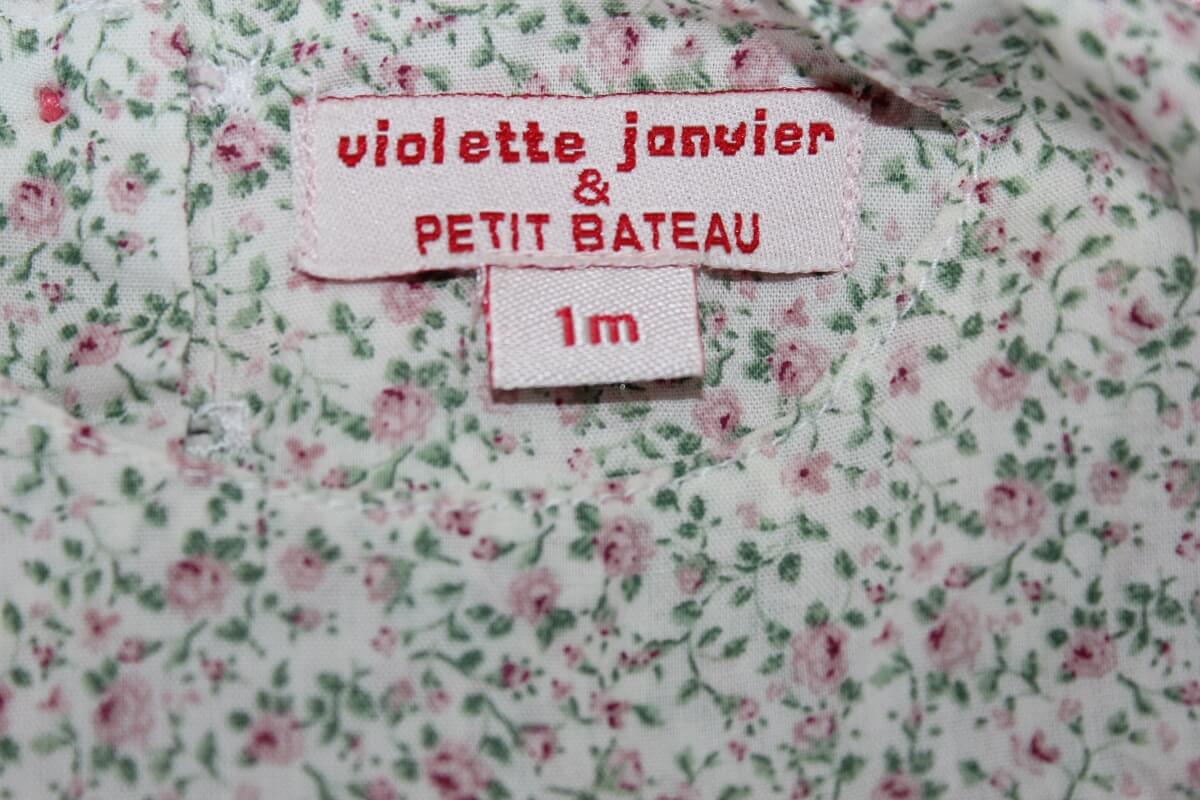 violette janvier
&
PETIT BATEAU
1m